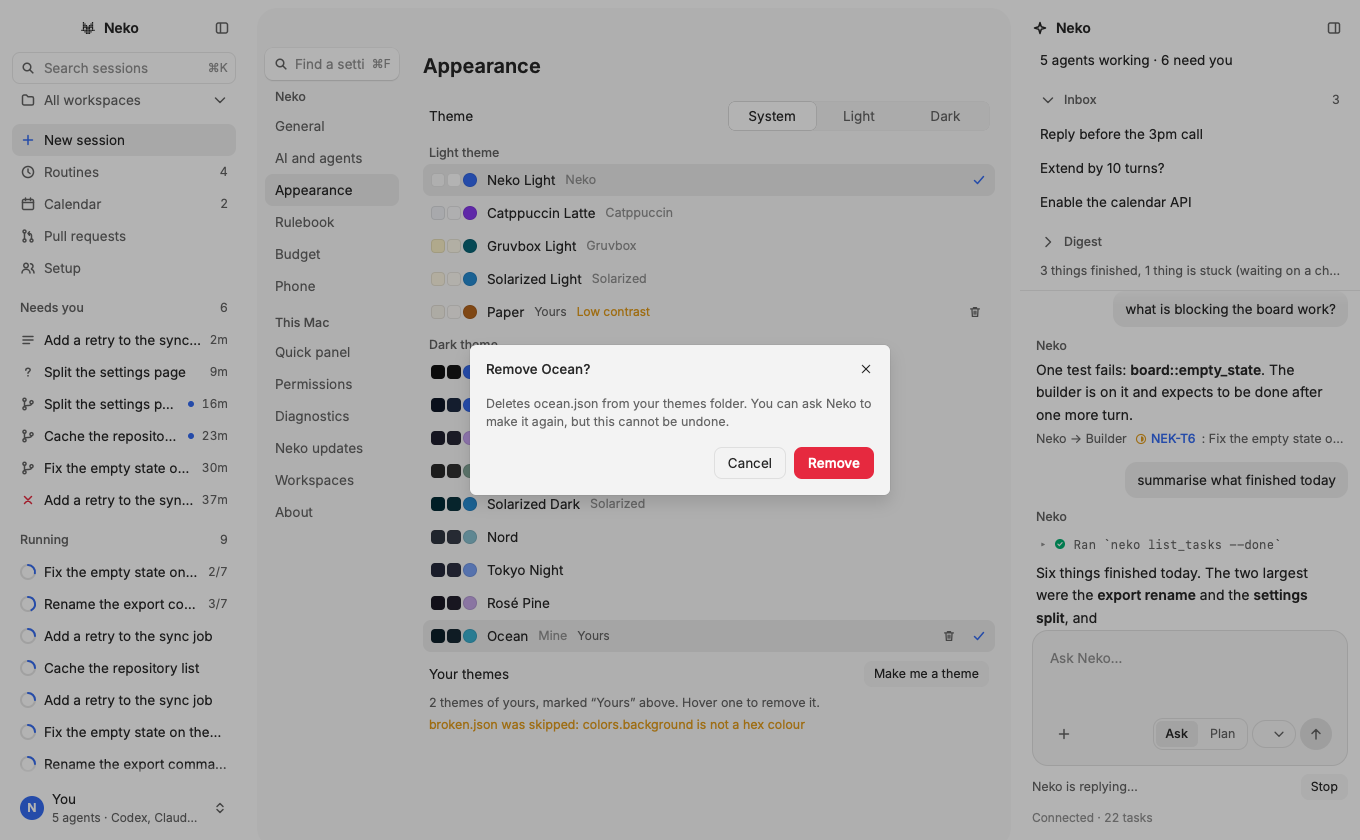 Neko
Search sessions ⌘K
All workspaces
New session
Routines 4
Calendar 2
Pull requests
Setup
Needs you 6
Add a retry to the sync... 2m
Split the settings page 9m
Split the settings p... 16m
Cache the reposito... 23m
Fix the empty state o... 30m
Add a retry to the syn... 37m
Running 9
Fix the empty state on... 2/7
Rename the export co... 3/7
Add a retry to the sync job
Cache the repository list
Add a retry to the sync job
Fix the empty state on the...
Rename the export comma...
N
You
5 agents · Codex, Claud...
Find a setti ⌘F
Neko
General
AI and agents
Appearance
Rulebook
Budget
Phone
This Mac
Quick panel
Permissions
Diagnostics
Neko updates
Workspaces
About
Appearance
Theme System Light Dark
Light theme
Neko Light Neko
Catppuccin Latte Catppuccin
Gruvbox Light Gruvbox
Solarized Light Solarized
Paper Yours Low contrast
Dark theme
Remove Ocean?
Deletes ocean.json from your themes folder. You can ask Neko to
make it again, but this cannot be undone.
Cancel Remove
Solarized Dark Solarized
Nord
Tokyo Night
Rosé Pine
Ocean Mine Yours
Your themes Make me a theme
2 themes of yours, marked “Yours” above. Hover one to remove it.
broken.json was skipped: colors.background is not a hex colour
Neko
5 agents working · 6 need you
Inbox 3
Reply before the 3pm call
Extend by 10 turns?
Enable the calendar API
Digest
3 things finished, 1 thing is stuck (waiting on a ch...
what is blocking the board work?
Neko
One test fails: board::empty_state. The
builder is on it and expects to be done after
one more turn.
Neko → Builder NEK-T6 : Fix the empty state o...
summarise what finished today
Neko
Ran `neko list_tasks --done`
Six things finished today. The two largest
were the export rename and the settings
split, and
Ask Neko...
Ask Plan
Neko is replying... Stop
Connected · 22 tasks